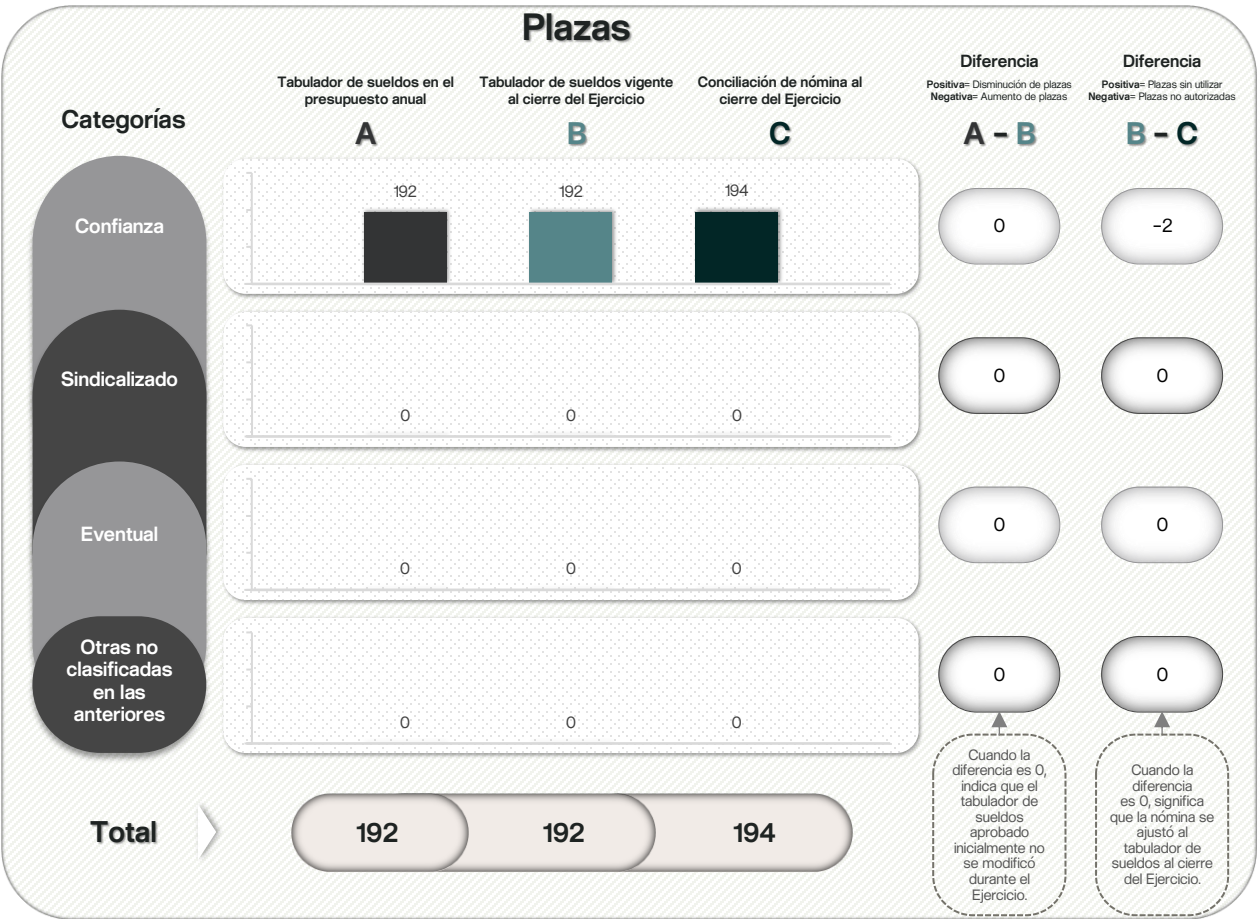 Plazas
Categorías
Tabulador de sueldos en el
presupuesto anual
A
Tabulador de sueldos vigente
al cierre del Ejercicio
B
Conciliación de nómina al
cierre del Ejercicio
C
Diferencia
Positiva= Disminución de plazas
Negativa= Aumento de plazas
A – B
Diferencia
Positiva= Plazas sin utilizar
Negativa= Plazas no autorizadas
B – C
Confianza
192
192
194
0
-2
Sindicalizado
0
0
0
0
0
Eventual
0
0
0
0
0
Otras no
clasificadas
en las
anteriores
0
0
0
0
0
Cuando la
diferencia es 0,
indica que el
tabulador de
sueldos
aprobado
inicialmente no
se modificó
durante el
Ejercicio.
Cuando la
diferencia
es 0, significa
que la nómina se
ajustó al
tabulador de
sueldos al cierre
del Ejercicio.
Total
192
192
194